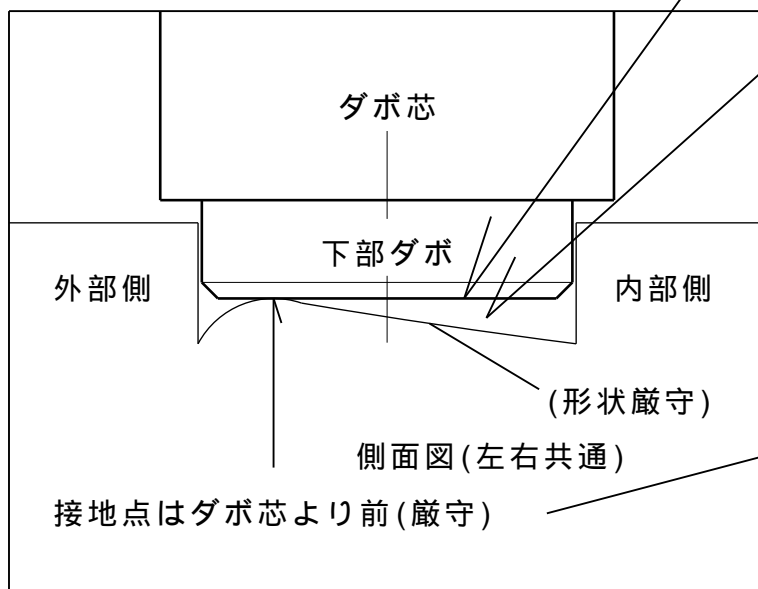 ダボ芯
下部ダボ
外部側
内部側
(形状厳守)
側面図(左右共通)
接地点はダボ芯より前(厳守)